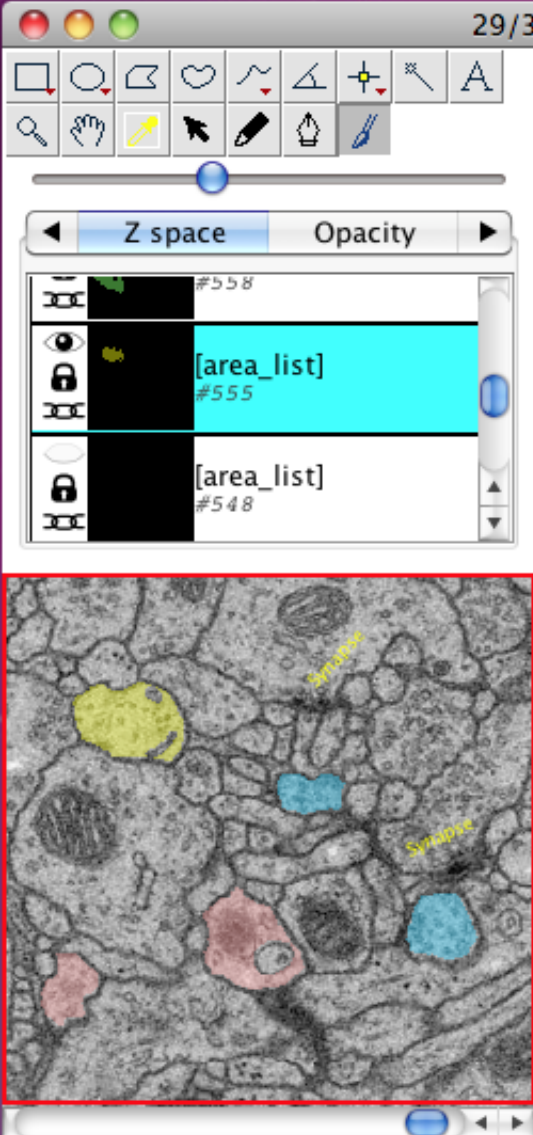 29/3
A
Z space
Opacity
#558
[area_list]
#555
[area_list]
#548
Synapse
Synapse